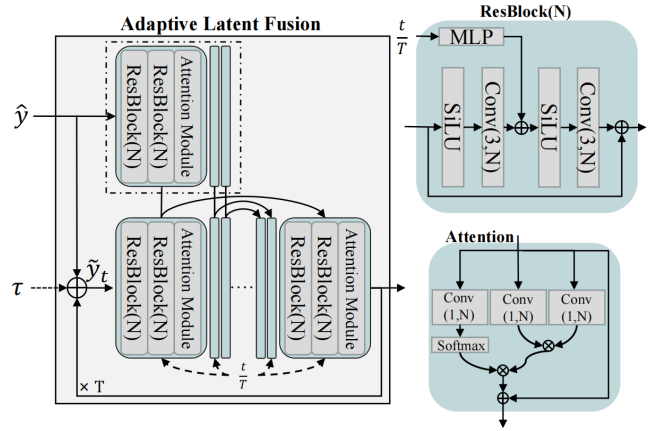 Adaptive Latent Fusion
ŷ
ResBlock(N)
ResBlock(N)
Attention Module
τ
ỹ_t
ResBlock(N)
ResBlock(N)
Attention Module
......
ResBlock(N)
ResBlock(N)
Attention Module
t/T
× T
ResBlock(N)
t/T
MLP
SiLU
Conv(3,N)
SiLU
Conv(3,N)
Attention
Conv
(1,N)
Conv
(1,N)
Conv
(1,N)
Softmax